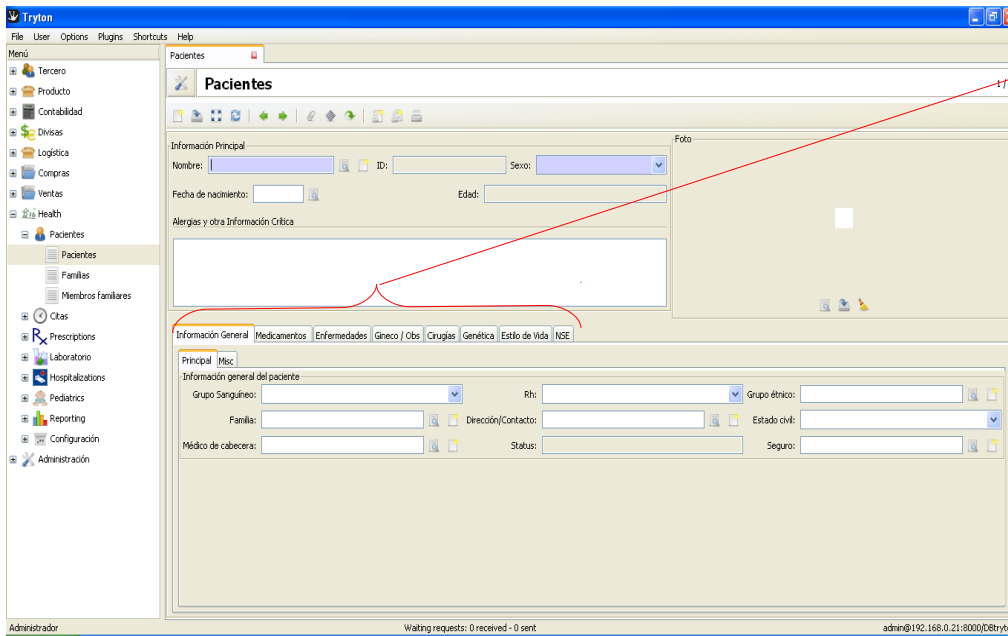 Tryton
File User Options Plugins Shortcuts Help
Menú
Tercero
Producto
Contabilidad
Divisas
Logística
Compras
Ventas
Health
Pacientes
Pacientes
Familias
Miembros familiares
Citas
Prescriptions
Laboratorio
Hospitalizations
Pediatrics
Reporting
Configuración
Administración
Pacientes
Pacientes
1 /
Información Principal
Nombre: ID: Sexo:
Fecha de nacimiento: Edad:
Alergias y otra Información Crítica
Foto
Información General Medicamentos Enfermedades Gineco / Obs Cirugías Genética Estilo de Vida NSE
Principal Misc
Información general del paciente
Grupo Sanguíneo: Rh: Grupo étnico:
Familia: Dirección/Contacto: Estado civil:
Médico de cabecera: Status: Seguro:
Administrador Waiting requests: 0 received - 0 sent admin@192.168.0.21:8000/DBtryto